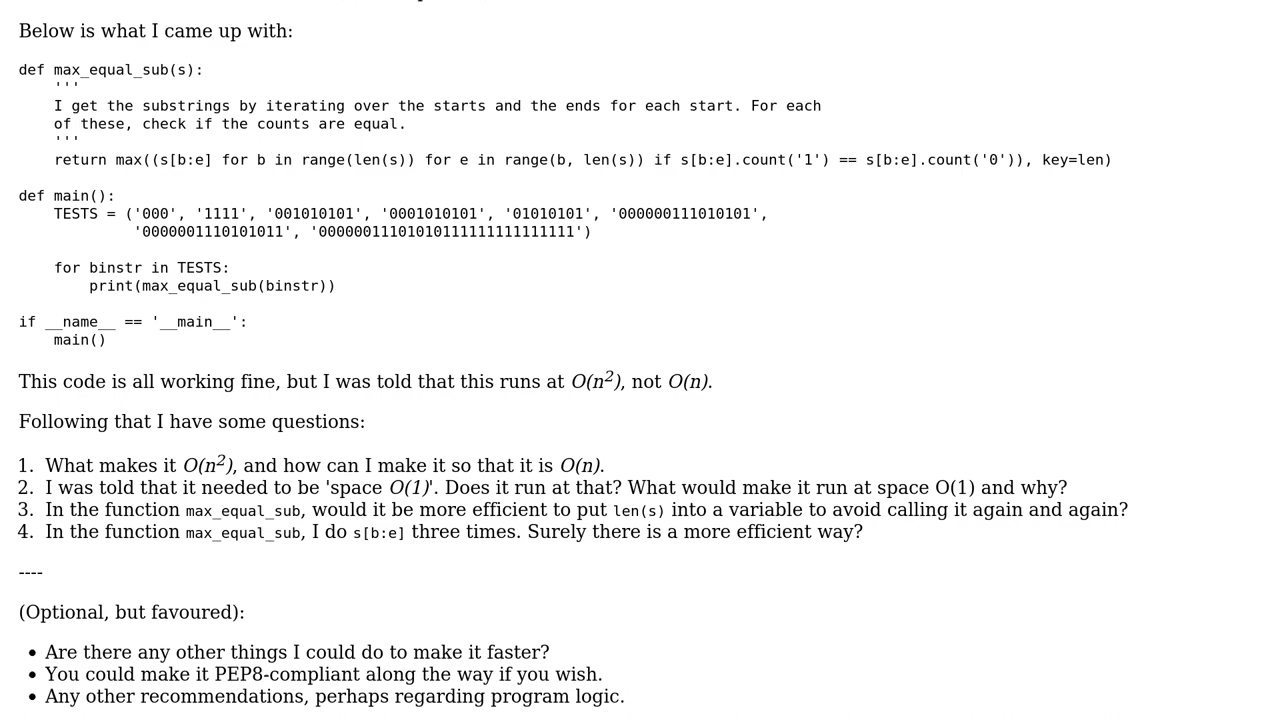 Below is what I came up with:
def max_equal_sub(s):
    '''
    I get the substrings by iterating over the starts and the ends for each start. For each
    of these, check if the counts are equal.
    '''
    return max((s[b:e] for b in range(len(s)) for e in range(b, len(s)) if s[b:e].count('1') == s[b:e].count('0')), key=len)
def main():
    TESTS = ('000', '1111', '001010101', '0001010101', '01010101', '000000111010101',
             '0000001110101011', '000000111010101111111111111111')
    for binstr in TESTS:
        print(max_equal_sub(binstr))
if __name__ == '__main__':
    main()
This code is all working fine, but I was told that this runs at O(n²), not O(n).
Following that I have some questions:
1. What makes it O(n²), and how can I make it so that it is O(n).
2. I was told that it needed to be 'space O(1)'. Does it run at that? What would make it run at space O(1) and why?
3. In the function max_equal_sub, would it be more efficient to put len(s) into a variable to avoid calling it again and again?
4. In the function max_equal_sub, I do s[b:e] three times. Surely there is a more efficient way?
----
(Optional, but favoured):
• Are there any other things I could do to make it faster?
• You could make it PEP8-compliant along the way if you wish.
• Any other recommendations, perhaps regarding program logic.